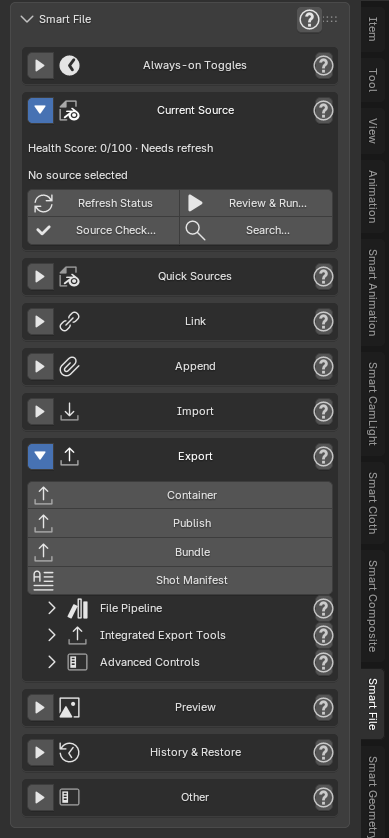 Smart File
Always-on Toggles
Current Source
Health Score: 0/100 · Needs refresh
No source selected
Refresh Status
Review & Run...
Source Check...
Search...
Quick Sources
Link
Append
Import
Export
Container
Publish
Bundle
Shot Manifest
File Pipeline
Integrated Export Tools
Advanced Controls
Preview
History & Restore
Other
Item
Tool
View
Animation
Smart Animation
Smart CamLight
Smart Cloth
Smart Composite
Smart File
Smart Geometry